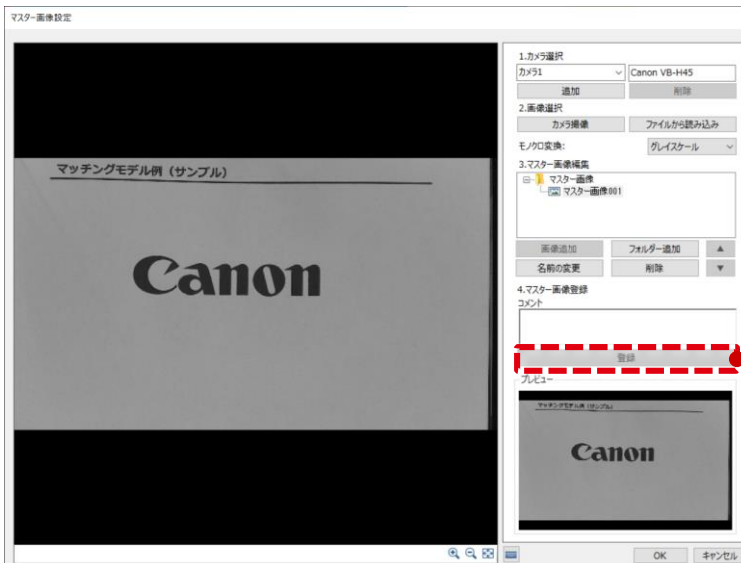 マスター画像設定
マッチングモデル例（サンプル）
Canon
1.カメラ選択
カメラ1
Canon VB-H45
追加
削除
2.画像選択
カメラ撮像
ファイルから読み込み
モノクロ変換:
グレイスケール
3.マスター画像編集
マスター画像
マスター画像001
画像追加
フォルダー追加
▲
名前の変更
削除
▼
4.マスター画像登録
コメント
登録
プレビュー
マッチングモデル例（サンプル）
Canon
OK
キャンセル